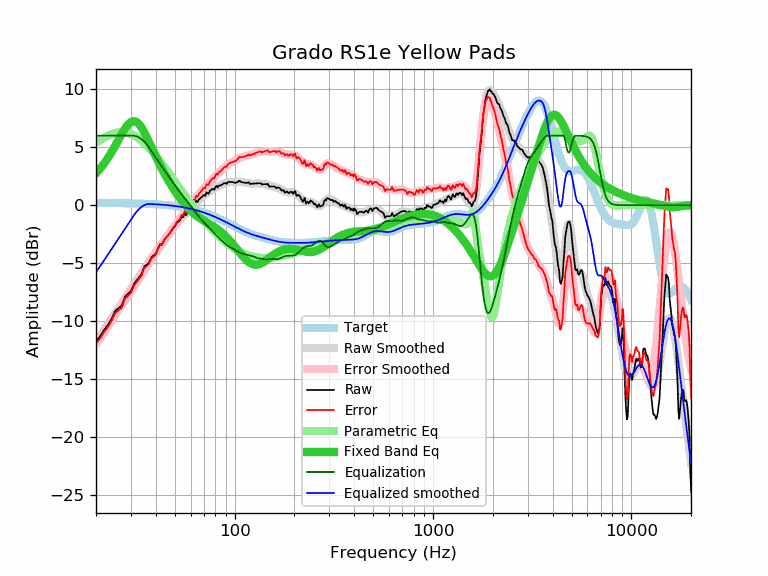 Grado RS1e Yellow Pads
10
5
0
−5
−10
−15
−20
−25
Amplitude (dBr)
Target
Raw Smoothed
Error Smoothed
Raw
Error
Parametric Eq
Fixed Band Eq
Equalization
Equalized smoothed
100 1000 10000
Frequency (Hz)